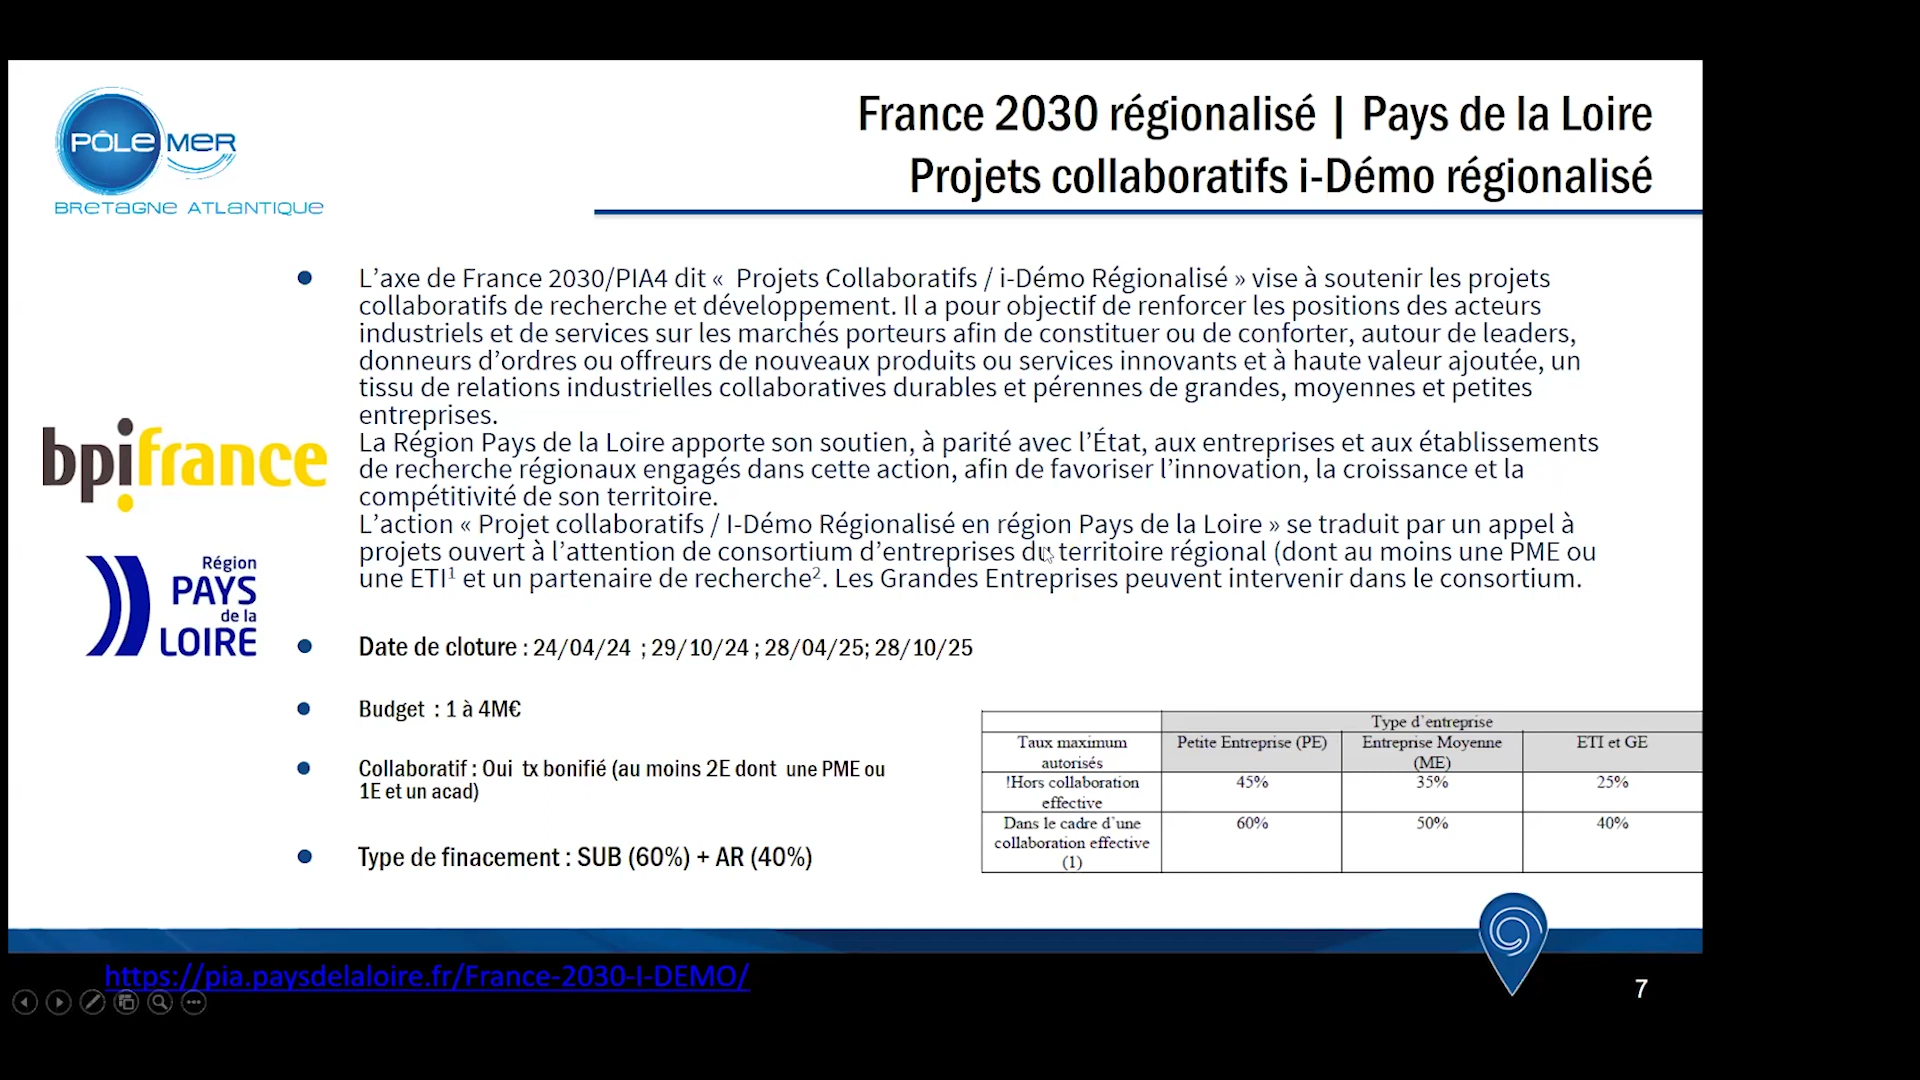 PÔLE MER
BRETAGNE ATLANTIQUE
France 2030 régionalisé | Pays de la Loire
Projets collaboratifs i-Démo régionalisé
L’axe de France 2030/PIA4 dit «  Projets Collaboratifs / i-Démo Régionalisé » vise à soutenir les projets
collaboratifs de recherche et développement. Il a pour objectif de renforcer les positions des acteurs
industriels et de services sur les marchés porteurs afin de constituer ou de conforter, autour de leaders,
donneurs d’ordres ou offreurs de nouveaux produits ou services innovants et à haute valeur ajoutée, un
tissu de relations industrielles collaboratives durables et pérennes de grandes, moyennes et petites
entreprises.
La Région Pays de la Loire apporte son soutien, à parité avec l’État, aux entreprises et aux établissements
de recherche régionaux engagés dans cette action, afin de favoriser l’innovation, la croissance et la
compétitivité de son territoire.
L’action « Projet collaboratifs / I-Démo Régionalisé en région Pays de la Loire » se traduit par un appel à
projets ouvert à l’attention de consortium d’entreprises du territoire régional (dont au moins une PME ou
une ETI¹ et un partenaire de recherche². Les Grandes Entreprises peuvent intervenir dans le consortium.
bpifrance
Région
PAYS
de la
LOIRE
Date de cloture : 24/04/24 ; 29/10/24 ; 28/04/25; 28/10/25
Budget : 1 à 4M€
Collaboratif : Oui tx bonifié (au moins 2E dont une PME ou
1E et un acad)
Type de finacement : SUB (60%) + AR (40%)
Type d’entreprise
Taux maximum
autorisés
Petite Entreprise (PE)
Entreprise Moyenne
(ME)
ETI et GE
!Hors collaboration
effective
45%
35%
25%
Dans le cadre d’une
collaboration effective
(1)
60%
50%
40%
https://pia.paysdelaloire.fr/France-2030-I-DEMO/
7